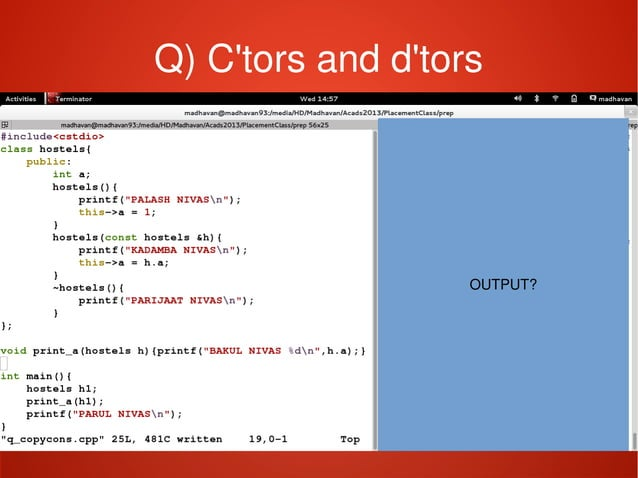 Q) C'tors and d'tors
Activities Terminator Wed 14:57 madhavan
madhavan@madhavan93:/media/HD/Madhavan/Acads2013/PlacementClass/prep
madhavan@madhavan93:/media/HD/Madhavan/Acads2013/PlacementClass/prep 56x25
#include<cstdio>
class hostels{
    public:
        int a;
        hostels(){
            printf("PALASH NIVAS\n");
            this->a = 1;
        }
        hostels(const hostels &h){
            printf("KADAMBA NIVAS\n");
            this->a = h.a;
        }
        ~hostels(){
            printf("PARIJAAT NIVAS\n");
        }
};
void print_a(hostels h){printf("BAKUL NIVAS %d\n",h.a);}
int main(){
    hostels h1;
    print_a(h1);
    printf("PARUL NIVAS\n");
}
"q_copycons.cpp" 25L, 481C written 19,0-1 Top
OUTPUT?